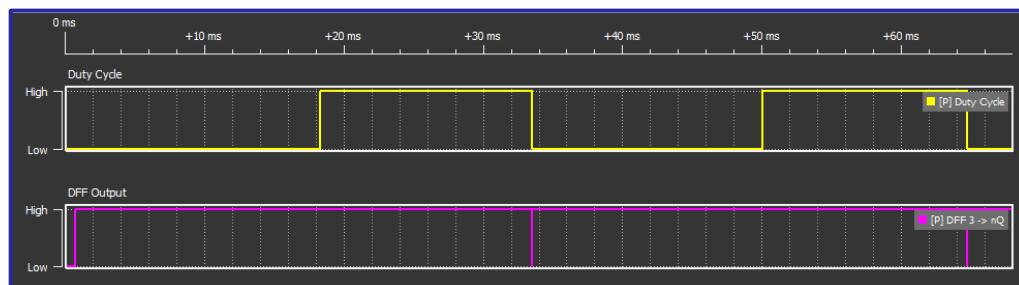 0 ms
+10 ms +20 ms +30 ms +40 ms +50 ms +60 ms
Duty Cycle
High
[P] Duty Cycle
Low
DFF Output
High
[P] DFF 3 -> nQ
Low